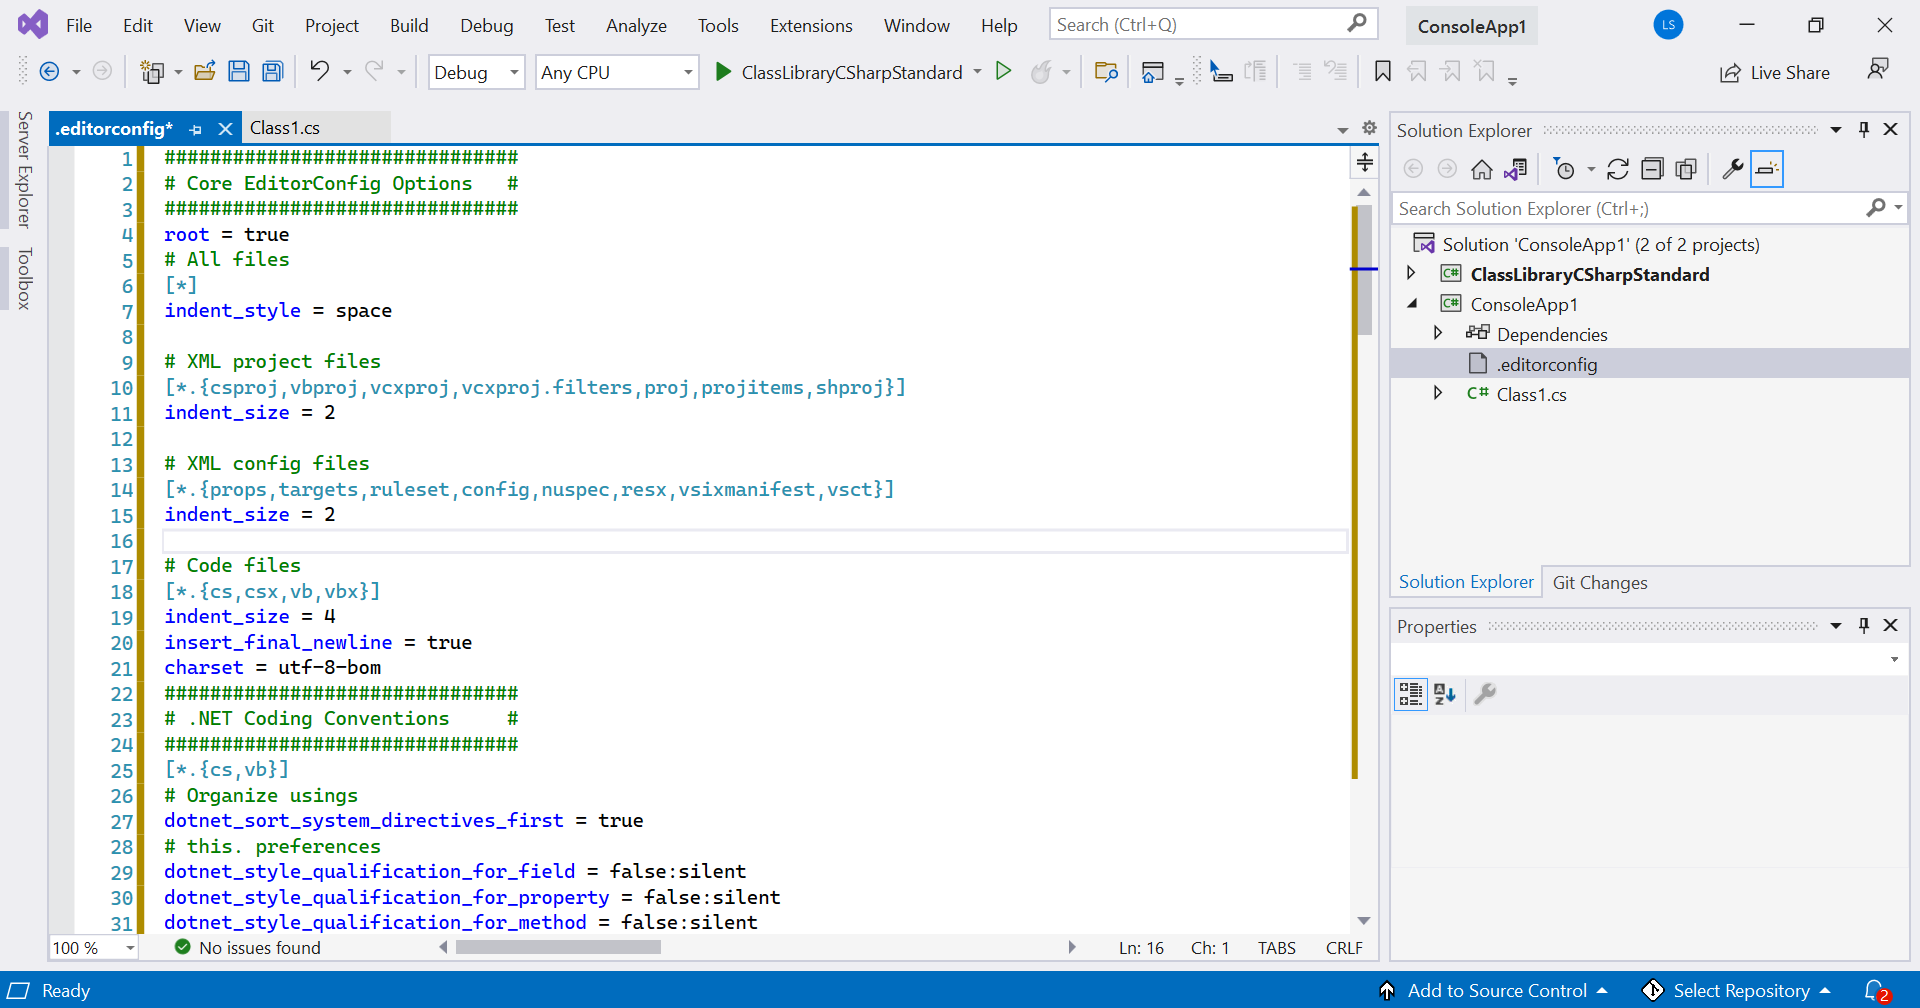 File Edit View Git Project Build Debug Test Analyze Tools Extensions Window Help Search (Ctrl+Q) ConsoleApp1 LS
Debug Any CPU ClassLibraryCSharpStandard Live Share
Server Explorer
Toolbox
.editorconfig* Class1.cs
1 ###############################
2 # Core EditorConfig Options   #
3 ###############################
4 root = true
5 # All files
6 [*]
7 indent_style = space
8
9 # XML project files
10 [*.{csproj,vbproj,vcxproj,vcxproj.filters,proj,projitems,shproj}]
11 indent_size = 2
12
13 # XML config files
14 [*.{props,targets,ruleset,config,nuspec,resx,vsixmanifest,vsct}]
15 indent_size = 2
16
17 # Code files
18 [*.{cs,csx,vb,vbx}]
19 indent_size = 4
20 insert_final_newline = true
21 charset = utf-8-bom
22 ###############################
23 # .NET Coding Conventions     #
24 ###############################
25 [*.{cs,vb}]
26 # Organize usings
27 dotnet_sort_system_directives_first = true
28 # this. preferences
29 dotnet_style_qualification_for_field = false:silent
30 dotnet_style_qualification_for_property = false:silent
31 dotnet_style_qualification_for_method = false:silent
100 % No issues found Ln: 16 Ch: 1 TABS CRLF
Solution Explorer
Search Solution Explorer (Ctrl+;)
Solution 'ConsoleApp1' (2 of 2 projects)
C# ClassLibraryCSharpStandard
C# ConsoleApp1
Dependencies
.editorconfig
C# Class1.cs
Solution Explorer Git Changes
Properties
Ready Add to Source Control Select Repository 2